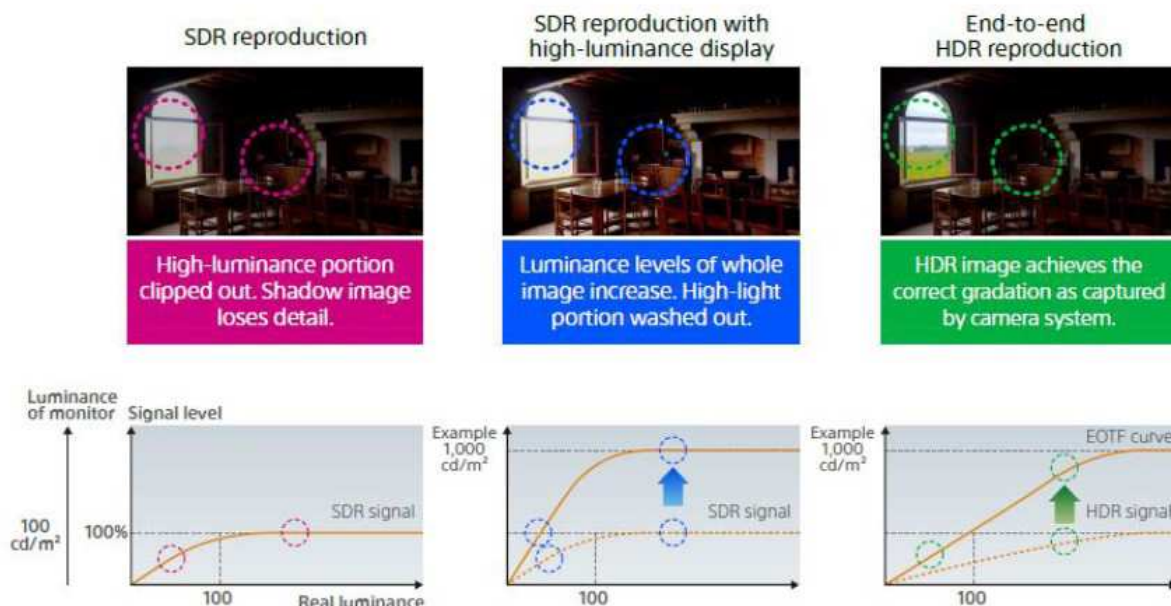 SDR reproduction
SDR reproduction with
high-luminance display
End-to-end
HDR reproduction
High-luminance portion
clipped out. Shadow image
loses detail.
Luminance levels of whole
image increase. High-light
portion washed out.
HDR image achieves the
correct gradation as captured
by camera system.
Luminance
of monitor
Signal level
100
cd/m²
100%
SDR signal
100
Real luminance
Example
1,000
cd/m²
SDR signal
100
Example
1,000
cd/m²
EOTF curve
HDR signal
100